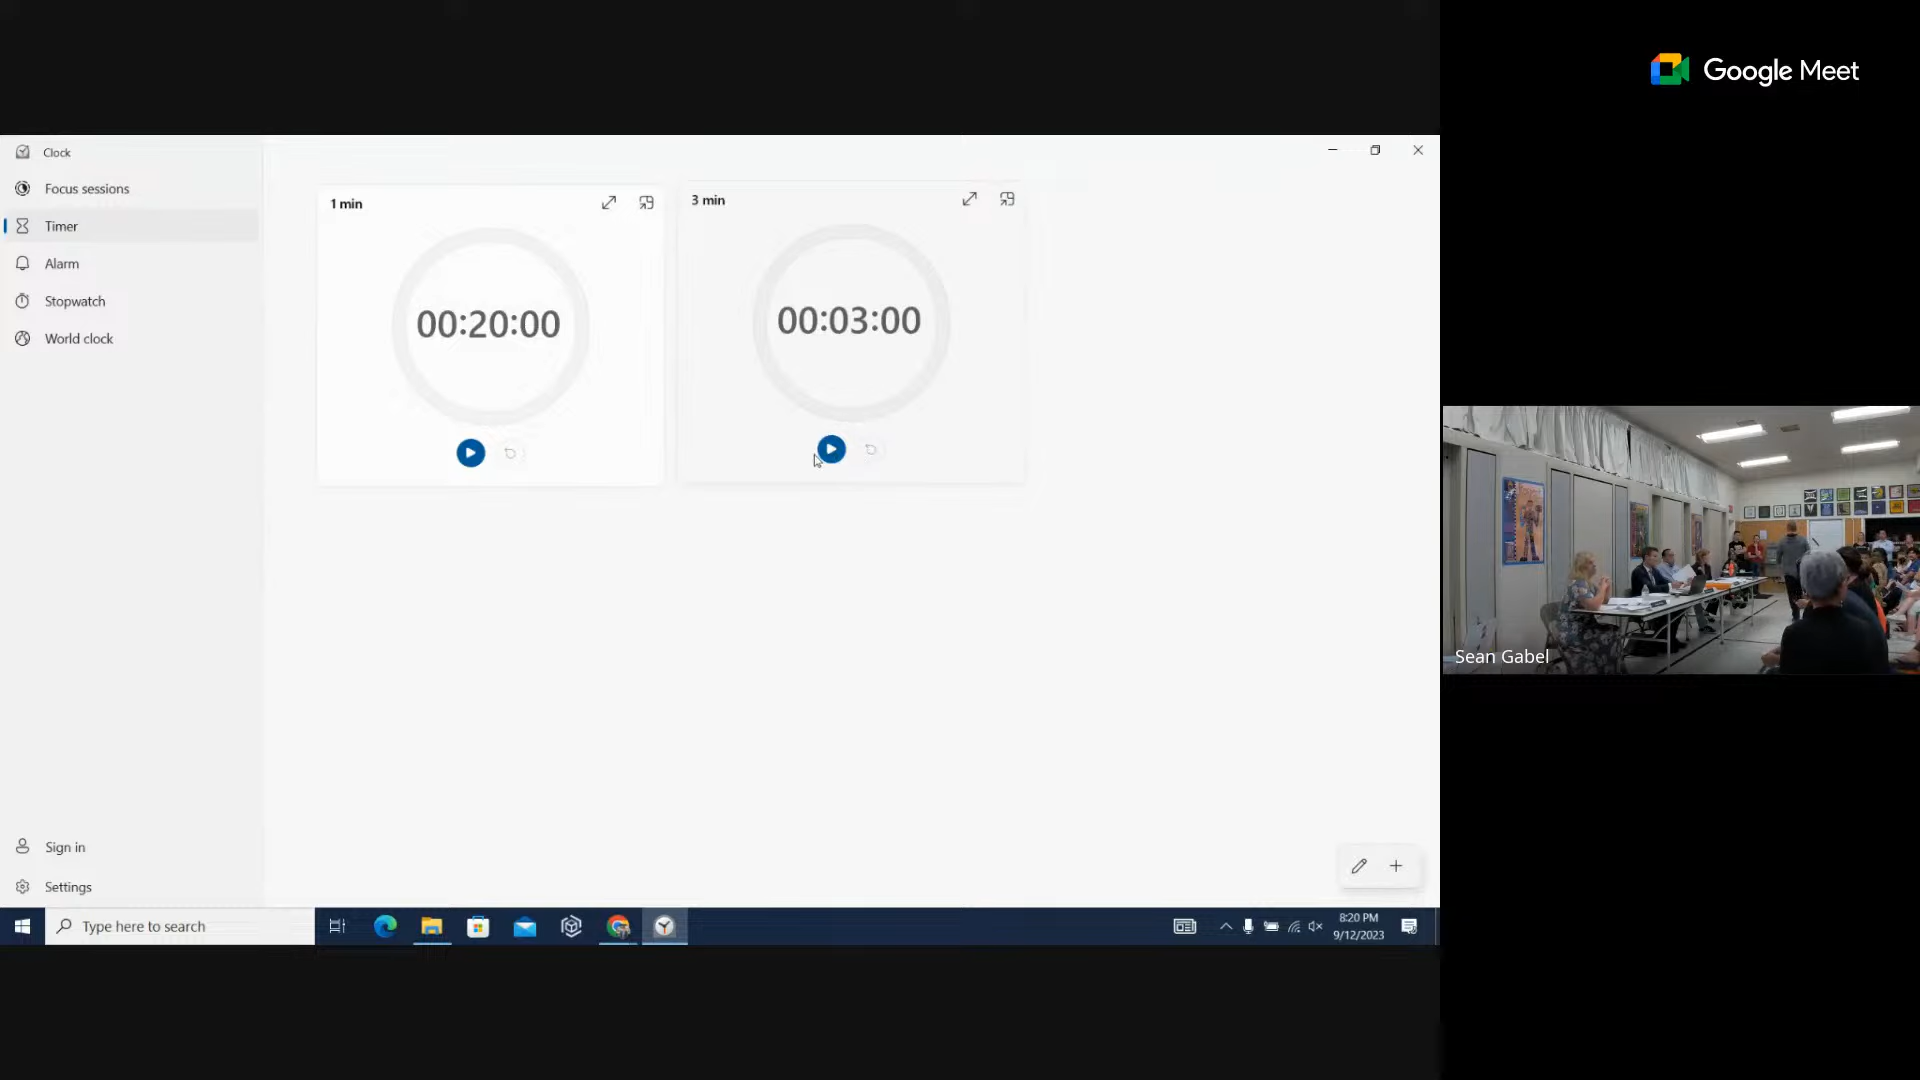 Google Meet
Clock
Focus sessions
Timer
Alarm
Stopwatch
World clock
1 min
00:20:00
3 min
00:03:00
Sean Gabel
Sign in
Settings
Type here to search
8:20 PM
9/12/2023